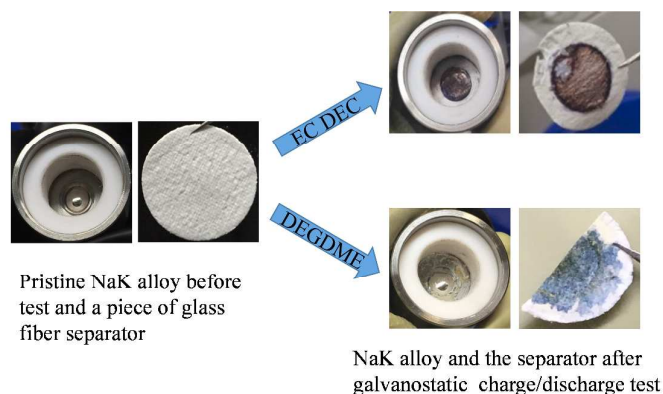 EC DEC
DEGDME
Pristine NaK alloy before
test and a piece of glass
fiber separator
NaK alloy and the separator after
galvanostatic charge/discharge test